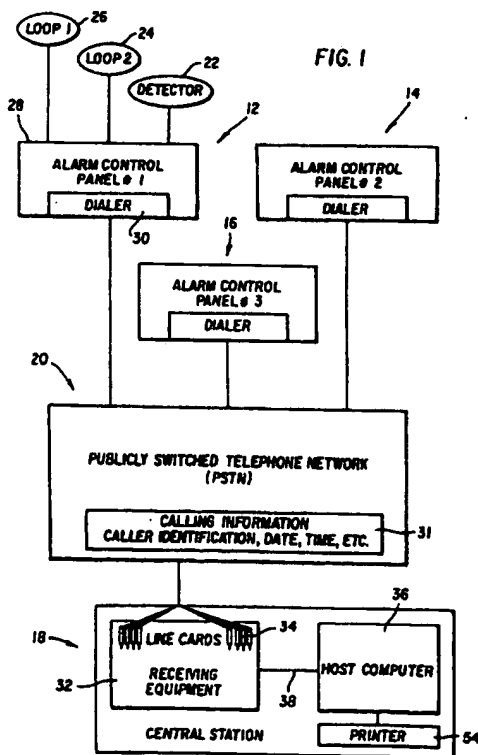 26
LOOP 1
24
LOOP 2
22
DETECTOR
FIG. 1
28
12
14
ALARM CONTROL
PANEL # 1
DIALER
30
ALARM CONTROL
PANEL # 2
DIALER
16
ALARM CONTROL
PANEL # 3
DIALER
20
PUBLICLY SWITCHED TELEPHONE NETWORK
(PSTN)
CALLING INFORMATION
CALLER IDENTIFICATION, DATE, TIME, ETC.
31
18
LINE CARDS
34
36
32
RECEIVING
EQUIPMENT
38
HOST COMPUTER
CENTRAL STATION
PRINTER
54